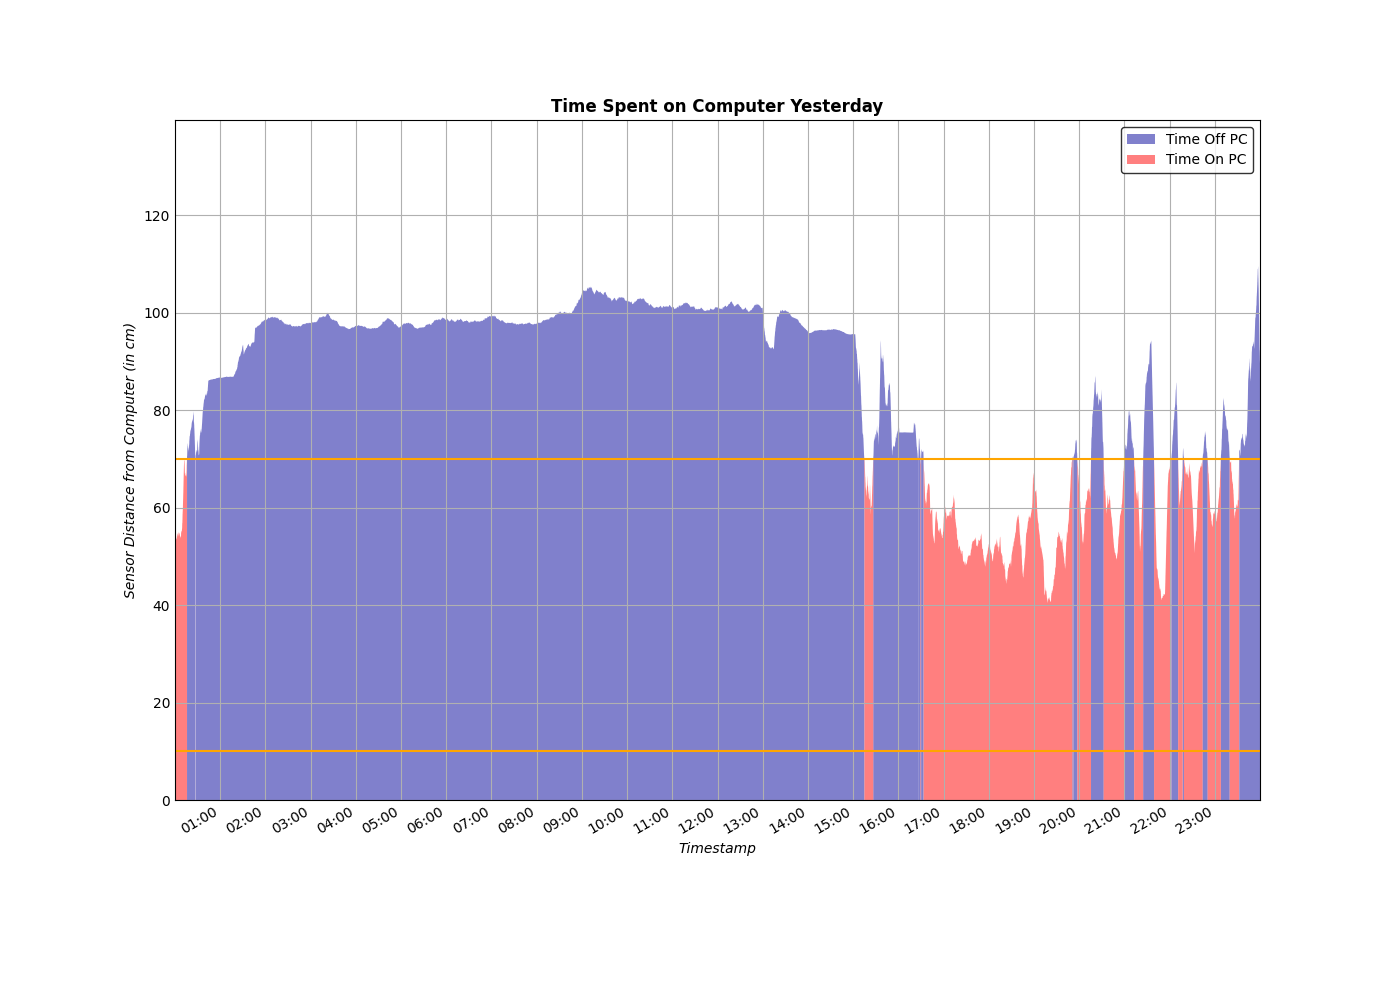 Time Spent on Computer Yesterday
Time Off PC
Time On PC
Sensor Distance from Computer (in cm)
120
100
80
60
40
20
0
01:00 02:00 03:00 04:00 05:00 06:00 07:00 08:00 09:00 10:00 11:00 12:00 13:00 14:00 15:00 16:00 17:00 18:00 19:00 20:00 21:00 22:00 23:00
Timestamp